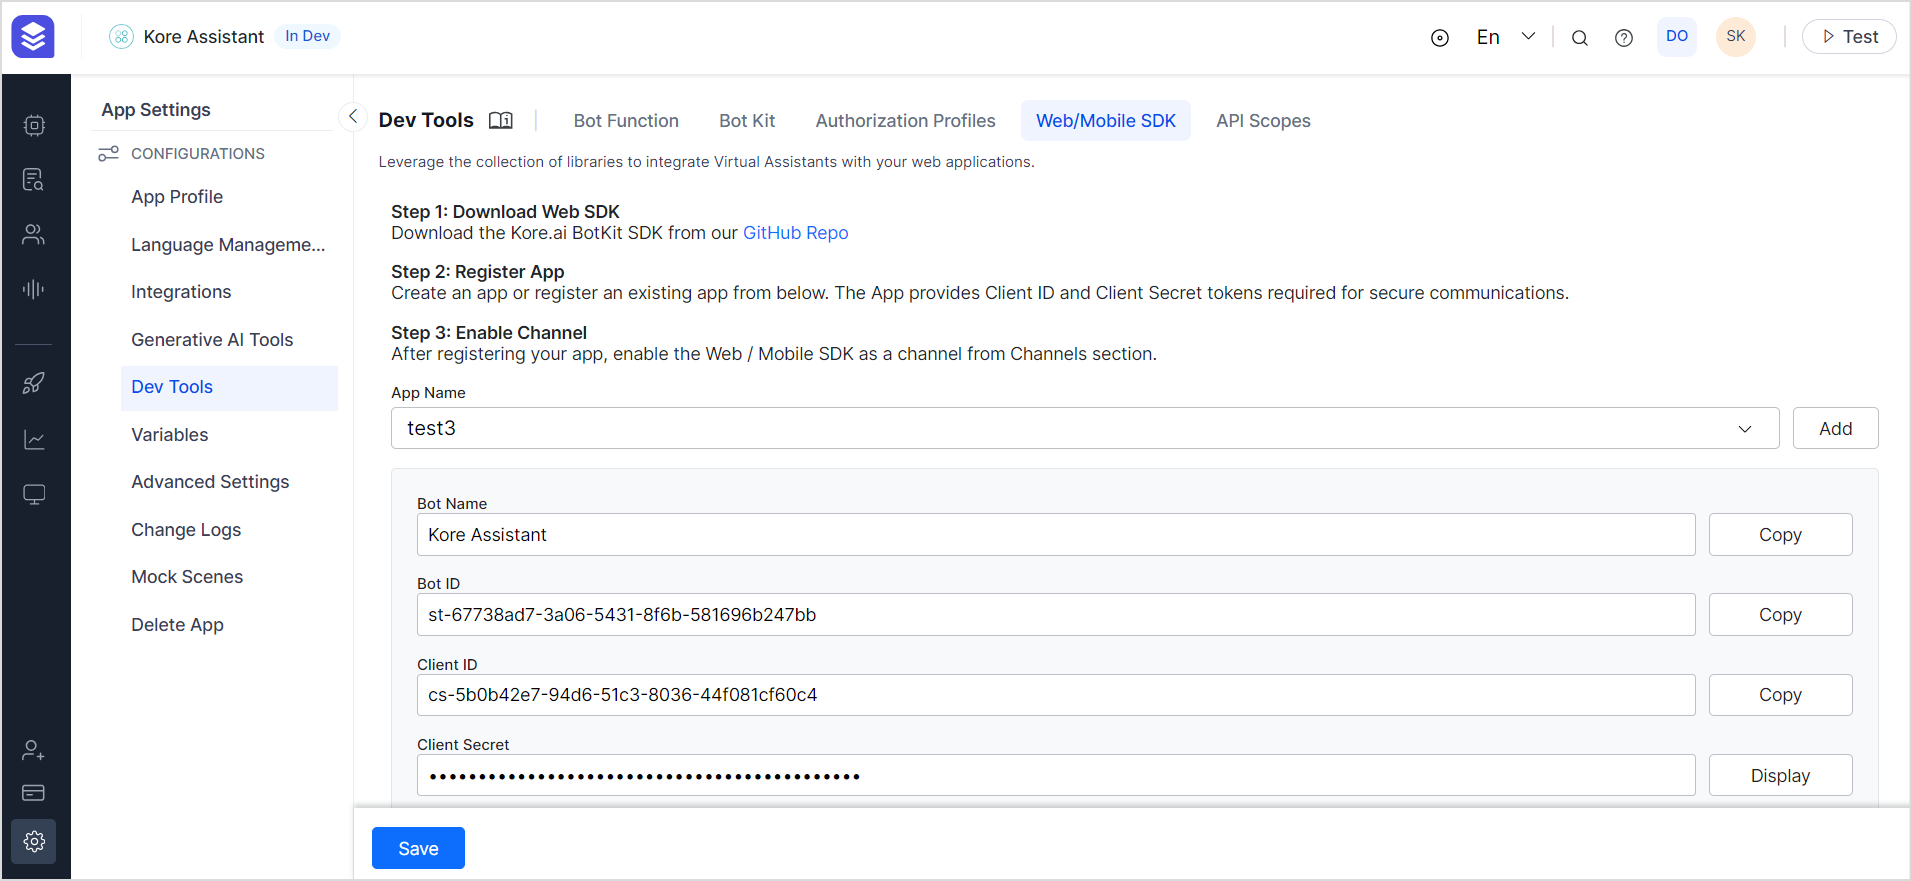 Kore Assistant In Dev
En
DO
SK
Test
App Settings
CONFIGURATIONS
App Profile
Language Manageme...
Integrations
Generative AI Tools
Dev Tools
Variables
Advanced Settings
Change Logs
Mock Scenes
Delete App
Dev Tools Bot Function Bot Kit Authorization Profiles Web/Mobile SDK API Scopes
Leverage the collection of libraries to integrate Virtual Assistants with your web applications.
Step 1: Download Web SDK
Download the Kore.ai BotKit SDK from our GitHub Repo
Step 2: Register App
Create an app or register an existing app from below. The App provides Client ID and Client Secret tokens required for secure communications.
Step 3: Enable Channel
After registering your app, enable the Web / Mobile SDK as a channel from Channels section.
App Name
test3 Add
Bot Name
Kore Assistant Copy
Bot ID
st-67738ad7-3a06-5431-8f6b-581696b247bb Copy
Client ID
cs-5b0b42e7-94d6-51c3-8036-44f081cf60c4 Copy
Client Secret
•••••••••••••••••••••••••••••••••••••••••••• Display
Save